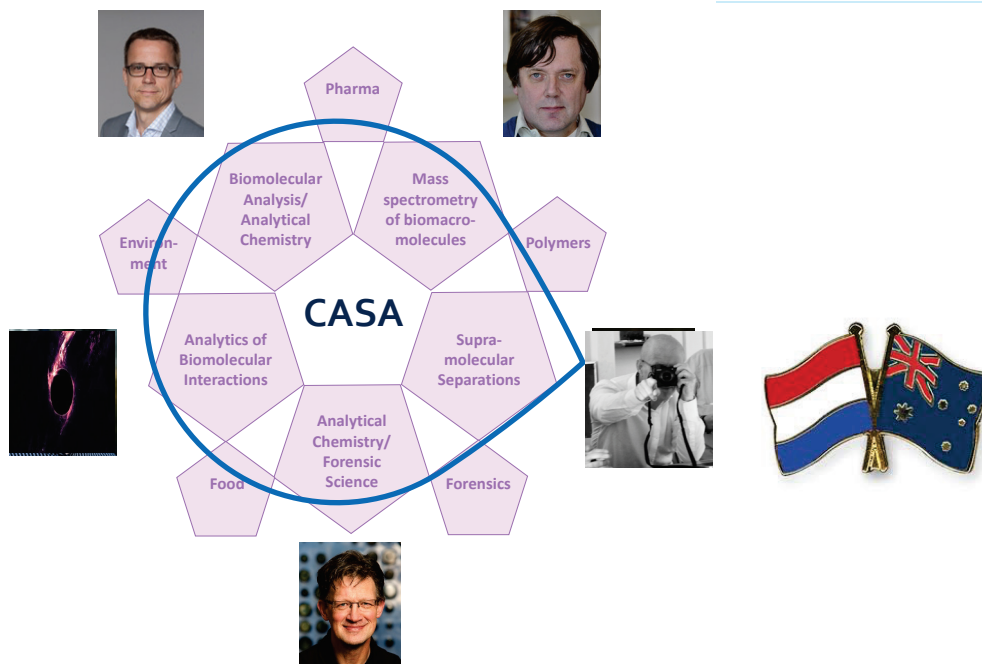 Pharma
Biomolecular
Analysis/
Analytical
Chemistry
Mass
spectrometry
of biomacro-
molecules
Environ-
ment
Polymers
CASA
Analytics of
Biomolecular
Interactions
Supra-
molecular
Separations
Analytical
Chemistry/
Forensic
Science
Food
Forensics